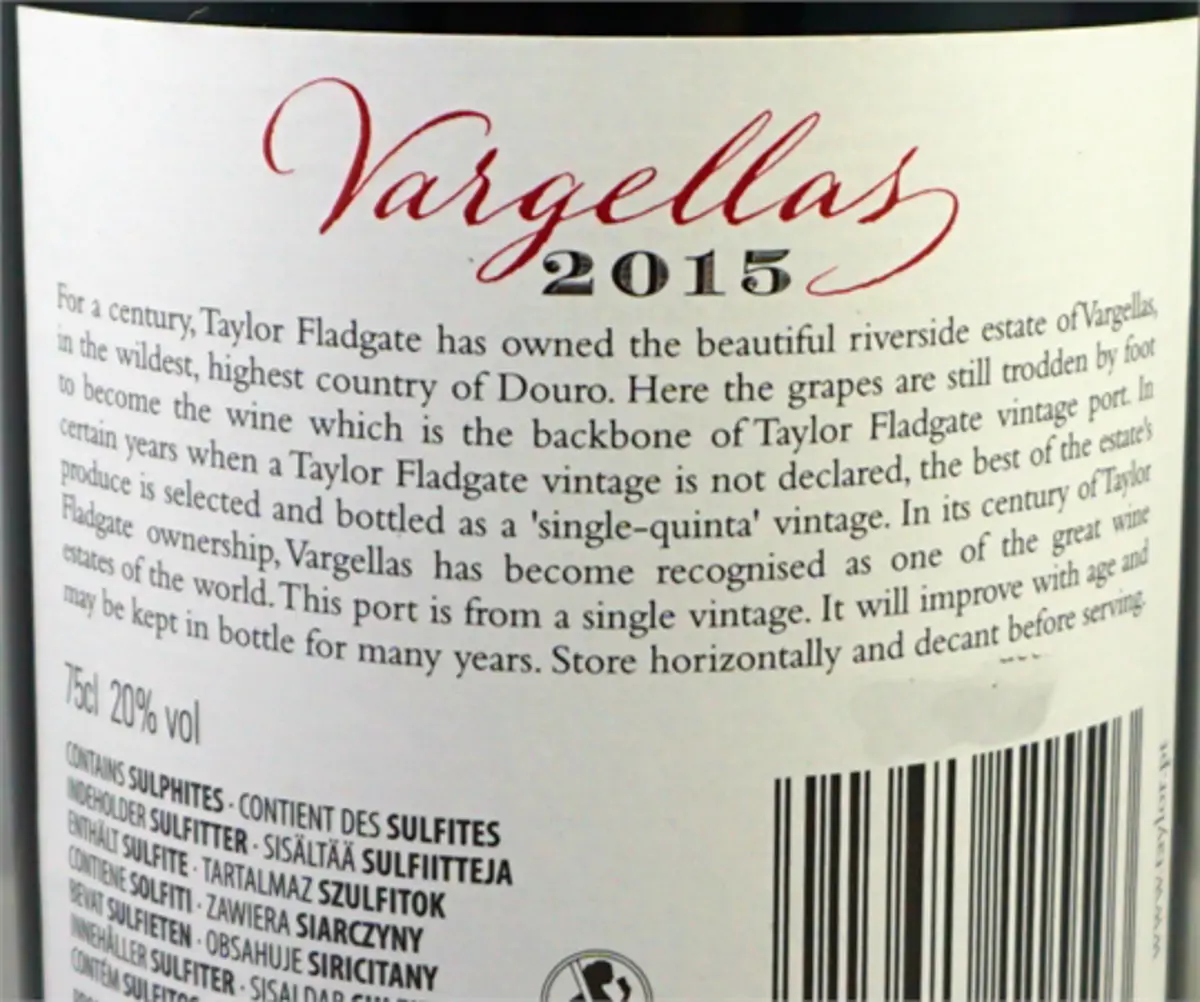 Vargellas
2015
For a century, Taylor Fladgate has owned the beautiful riverside estate of Vargellas,
in the wildest, highest country of Douro. Here the grapes are still trodden by foot
to become the wine which is the backbone of Taylor Fladgate vintage port. In
certain years when a Taylor Fladgate vintage is not declared, the best of the estate's
produce is selected and bottled as a 'single-quinta' vintage. In its century of Taylor
Fladgate ownership, Vargellas has become recognised as one of the great wine
estates of the world. This port is from a single vintage. It will improve with age and
may be kept in bottle for many years. Store horizontally and decant before serving.
75cl 20% vol
CONTAINS SULPHITES · CONTIENT DES SULFITES
INDEHOLDER SULFITTER · SISÄLTÄÄ SULFIITTEJA
ENTHÄLT SULFITE · TARTALMAZ SZULFITOK
CONTIENE SOLFITI · ZAWIERA SIARCZYNY
BEVAT SULFIETEN · OBSAHUJE SIRICITANY
INNEHÅLLER SULFITER · SISALDAB
CONTÉM SULFITOS
www.taylor.pt